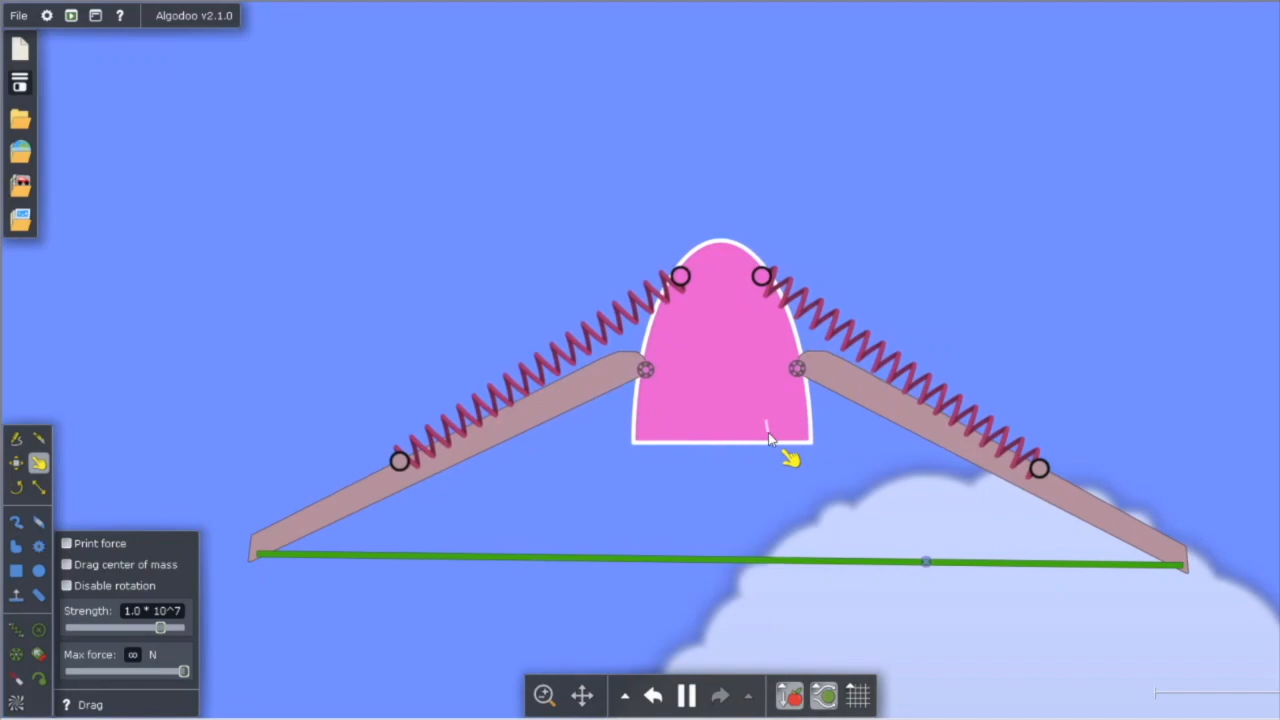 File ? Algodoo v2.1.0
Print force
Drag center of mass
Disable rotation
Strength: 1.0 * 10^7
Max force: ∞ N
? Drag